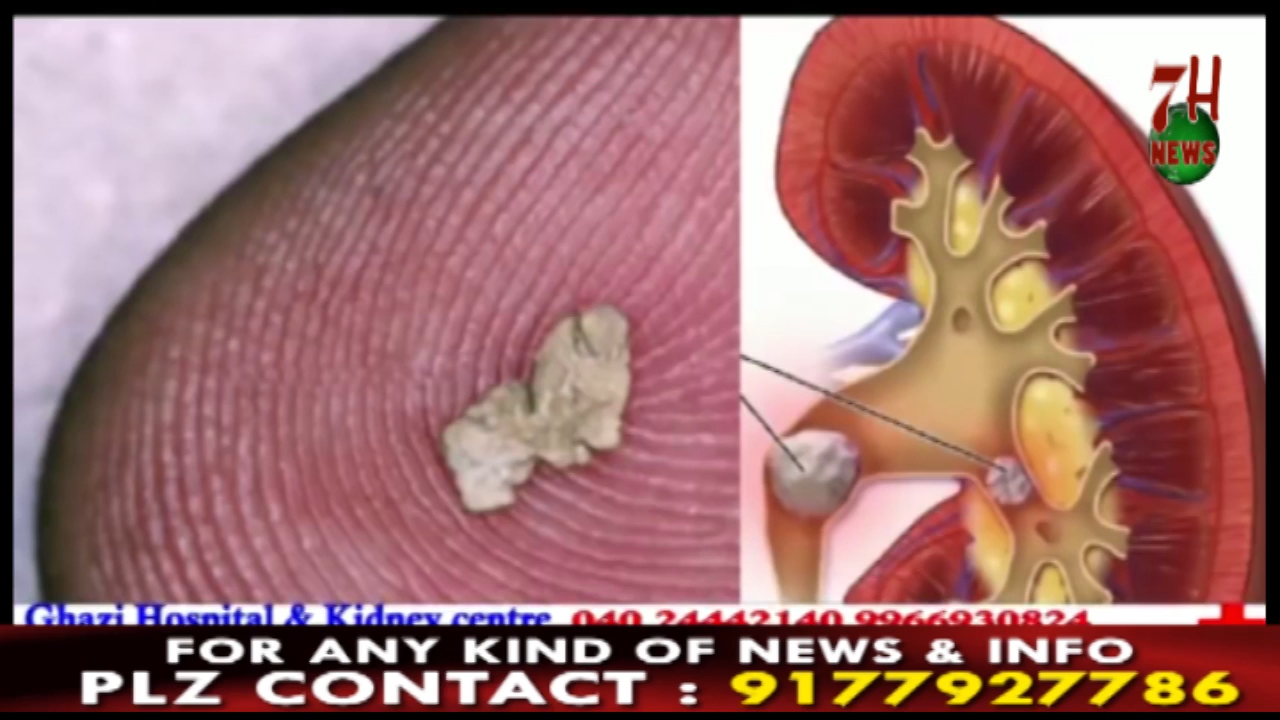 7H
NEWS
Ghazi Hospital & Kidney centre 040 24442140 9966930824
FOR ANY KIND OF NEWS & INFO
PLZ CONTACT : 9177927786